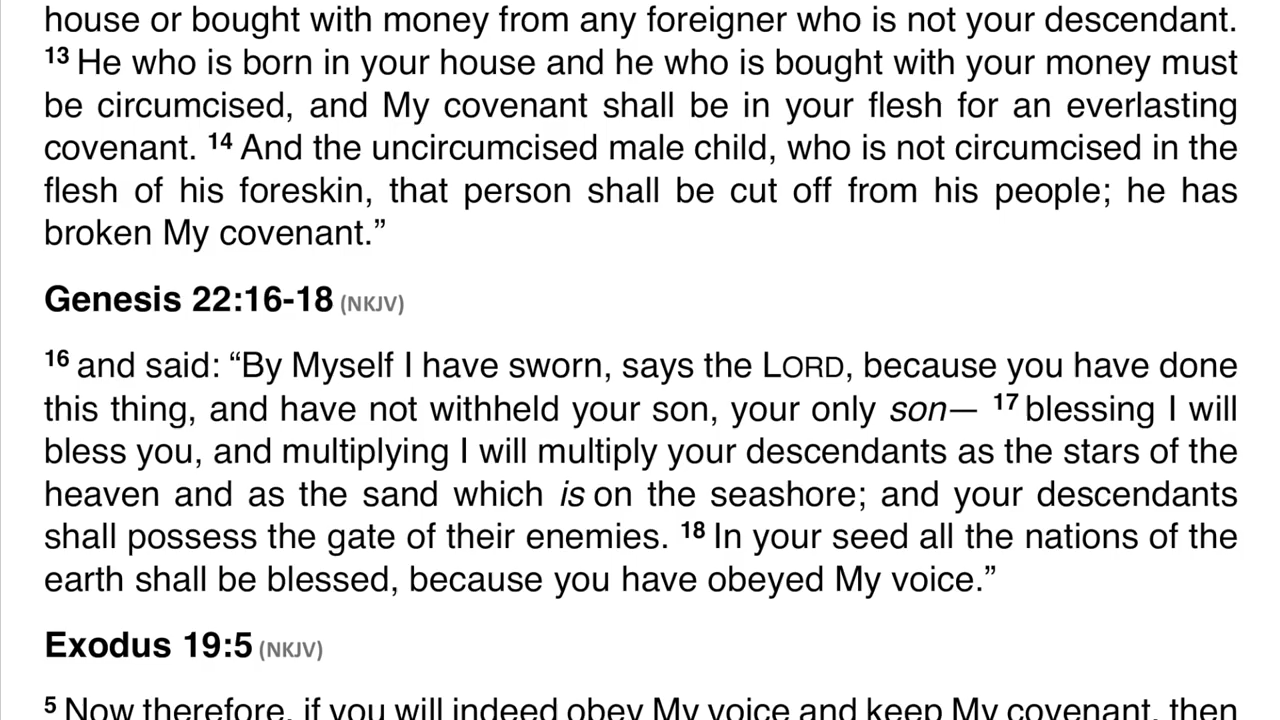 house or bought with money from any foreigner who is not your descendant.
13 He who is born in your house and he who is bought with your money must
be circumcised, and My covenant shall be in your flesh for an everlasting
covenant. 14 And the uncircumcised male child, who is not circumcised in the
flesh of his foreskin, that person shall be cut off from his people; he has
broken My covenant.”
Genesis 22:16-18 (NKJV)
16 and said: “By Myself I have sworn, says the LORD, because you have done
this thing, and have not withheld your son, your only son— 17 blessing I will
bless you, and multiplying I will multiply your descendants as the stars of the
heaven and as the sand which is on the seashore; and your descendants
shall possess the gate of their enemies. 18 In your seed all the nations of the
earth shall be blessed, because you have obeyed My voice.”
Exodus 19:5 (NKJV)
5 Now therefore, if you will indeed obey My voice and keep My covenant, then